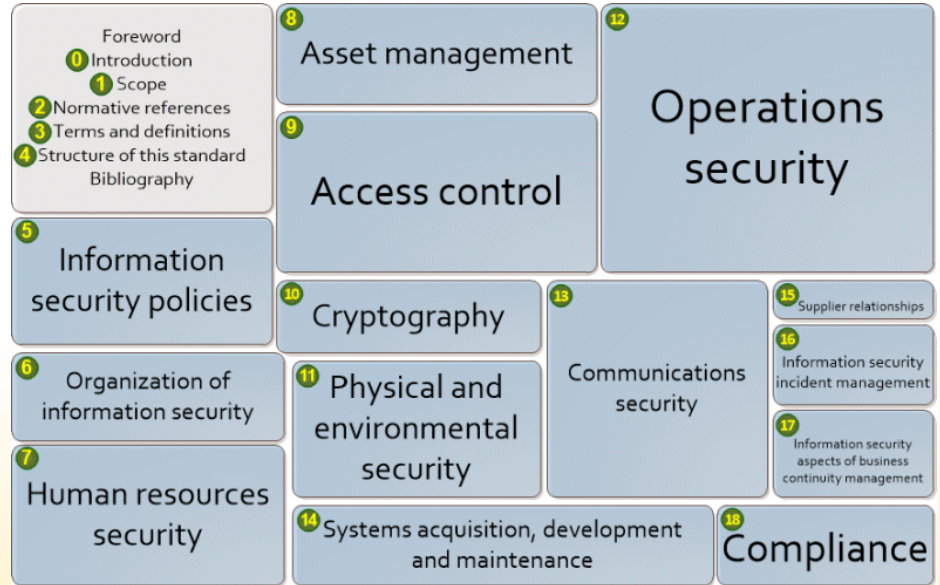 Foreword
0 Introduction
1 Scope
2 Normative references
3 Terms and definitions
4 Structure of this standard
Bibliography
5
Information
security policies
6
Organization of
information security
7
Human resources
security
8
Asset management
9
Access control
10
Cryptography
11
Physical and
environmental
security
12
Operations
security
13
Communications
security
14
Systems acquisition, development
and maintenance
15
Supplier relationships
16
Information security
incident management
17
Information security
aspects of business
continuity management
18
Compliance